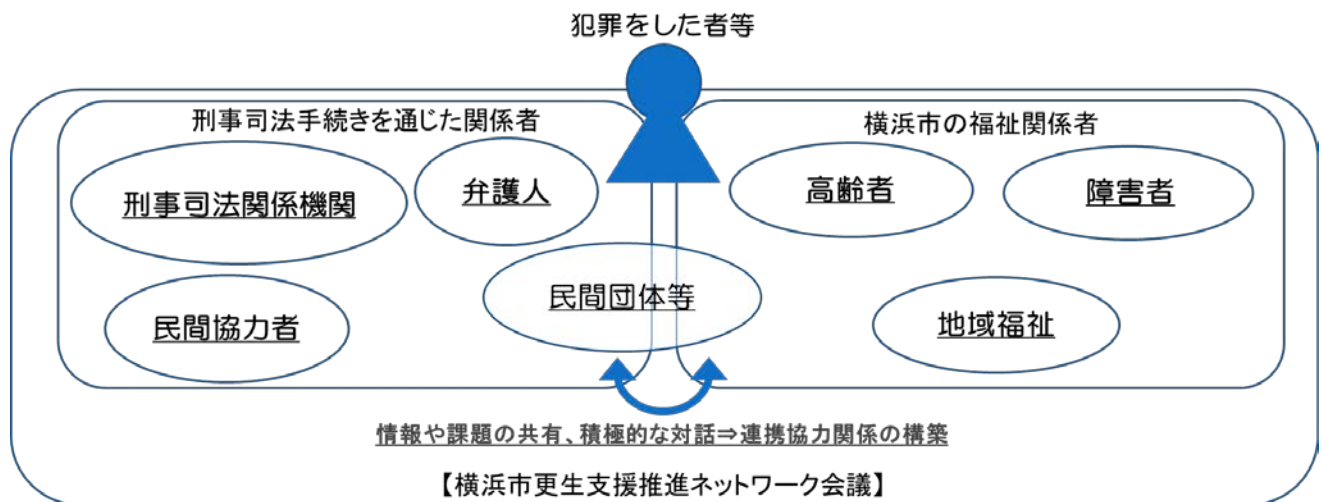 犯罪をした者等
刑事司法手続きを通じた関係者
横浜市の福祉関係者
刑事司法関係機関
弁護人
高齢者
障害者
民間団体等
民間協力者
地域福祉
情報や課題の共有、積極的な対話⇒連携協力関係の構築
【横浜市更生支援推進ネットワーク会議】